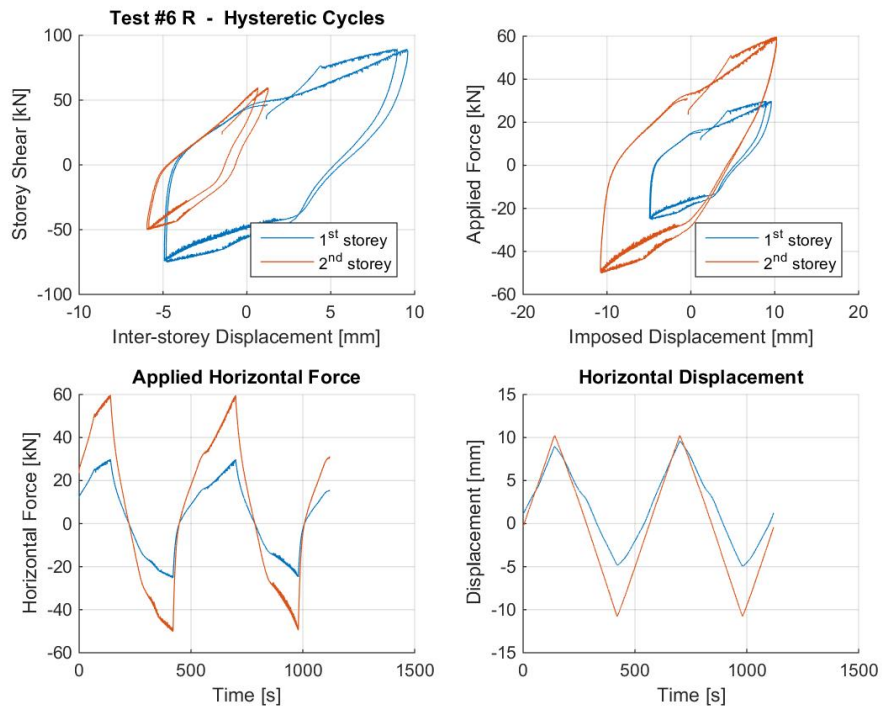 Test #6 R - Hysteretic Cycles
Storey Shear [kN]
100
50
0
-50
-100
-10
-5
0
5
10
Inter-storey Displacement [mm]
1st storey
2nd storey
Applied Force [kN]
60
40
20
0
-20
-40
-60
-20
-10
0
10
20
Imposed Displacement [mm]
1st storey
2nd storey
Applied Horizontal Force
Horizontal Force [kN]
60
40
20
0
-20
-40
-60
0
500
1000
1500
Time [s]
Horizontal Displacement
Displacement [mm]
15
10
5
0
-5
-10
-15
0
500
1000
1500
Time [s]